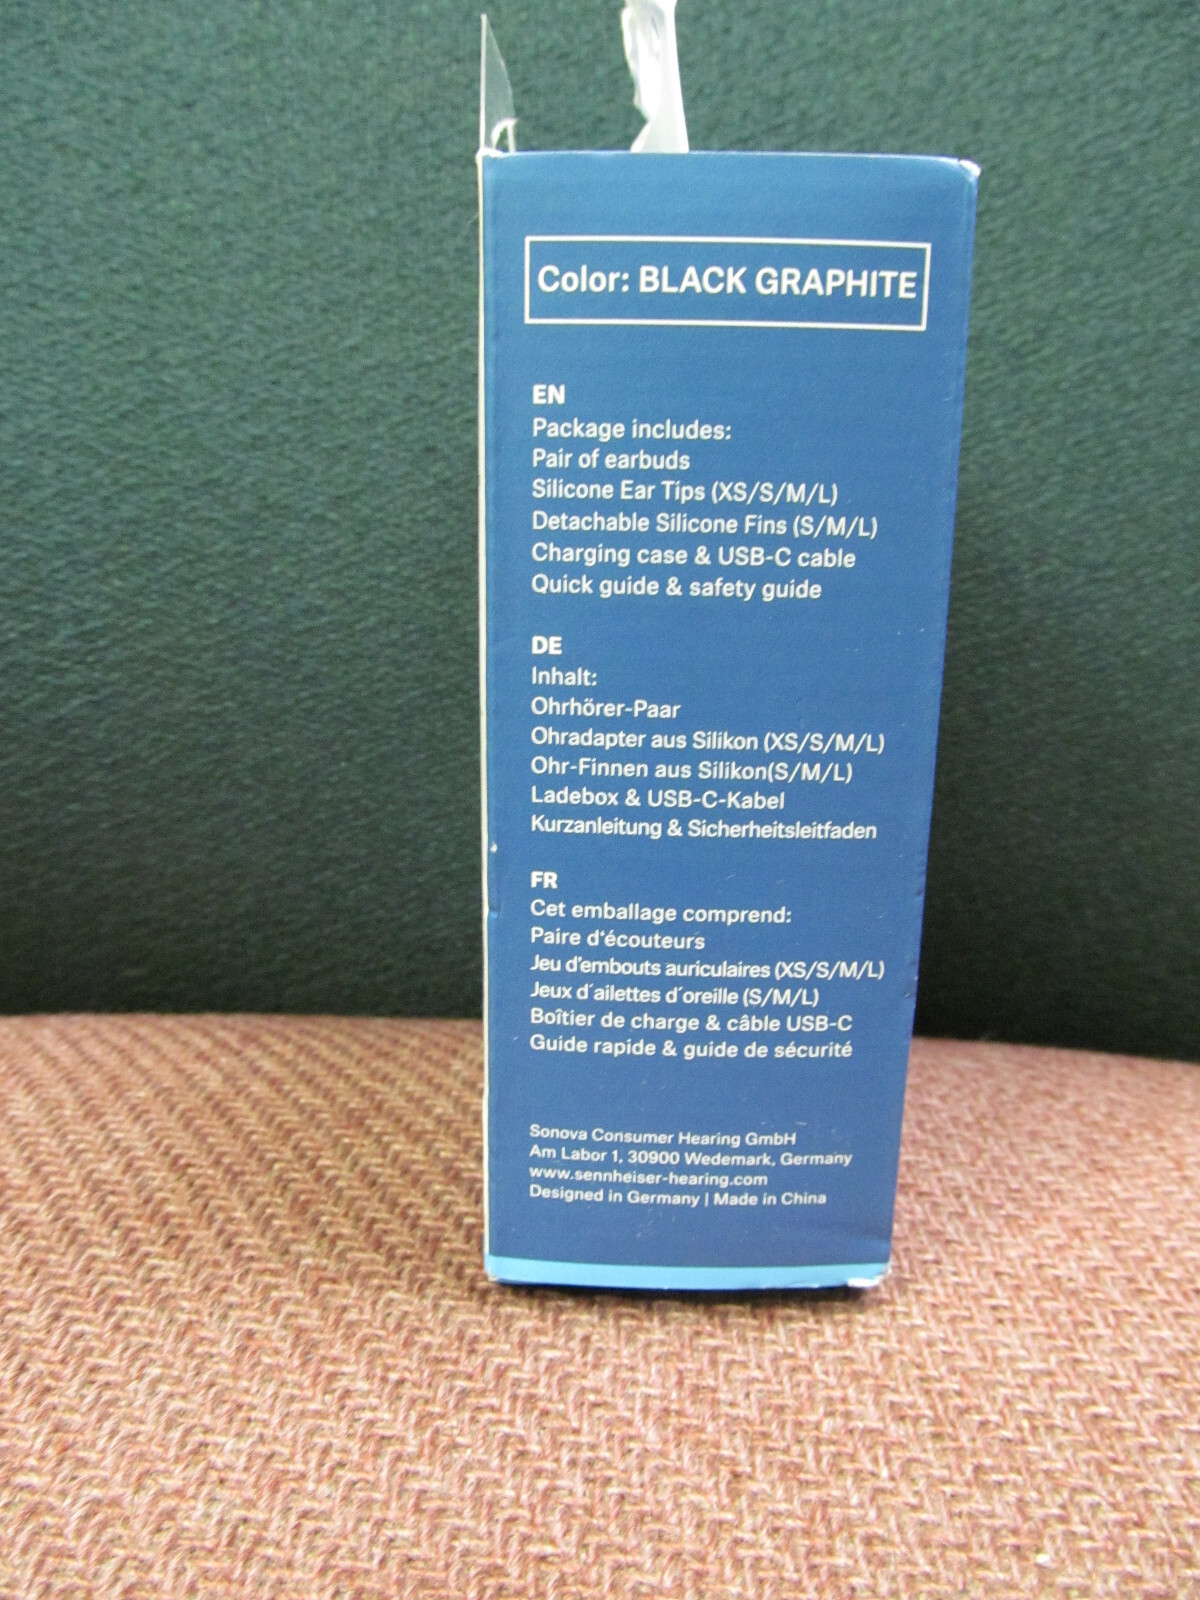 Color: BLACK GRAPHITE
EN
Package includes:
Pair of earbuds
Silicone Ear Tips (XS/S/M/L)
Detachable Silicone Fins (S/M/L)
Charging case & USB-C cable
Quick guide & safety guide
DE
Inhalt:
Ohrhörer-Paar
Ohradapter aus Silikon (XS/S/M/L)
Ohr-Finnen aus Silikon(S/M/L)
Ladebox & USB-C-Kabel
Kurzanleitung & Sicherheitsleitfaden
FR
Cet emballage comprend:
Paire d‘écouteurs
Jeu d'embouts auriculaires (XS/S/M/L)
Jeux d´ailettes d´oreille (S/M/L)
Boîtier de charge & câble USB-C
Guide rapide & guide de sécurité
Sonova Consumer Hearing GmbH
Am Labor 1, 30900 Wedemark, Germany
www.sennheiser-hearing.com
Designed in Germany | Made in China